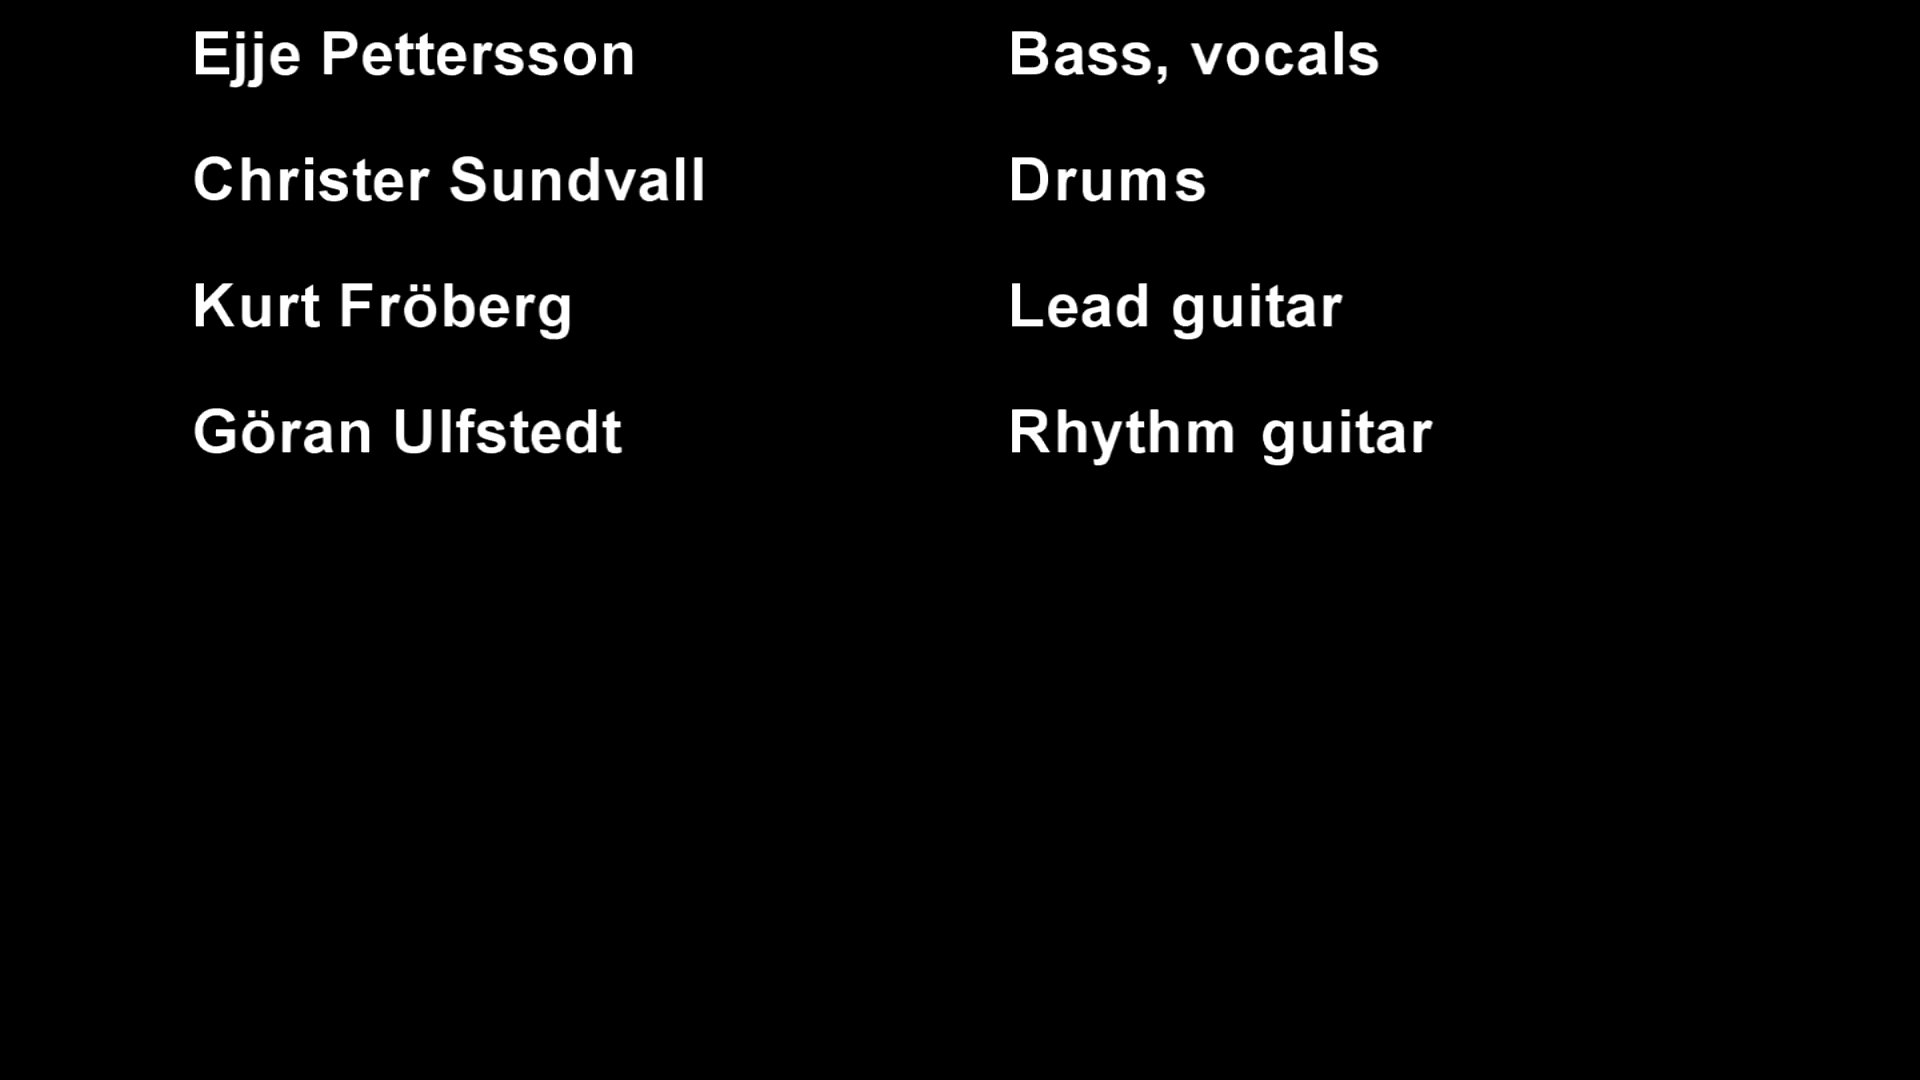 Ejje Pettersson Bass, vocals
Christer Sundvall Drums
Kurt Fröberg Lead guitar
Göran Ulfstedt Rhythm guitar